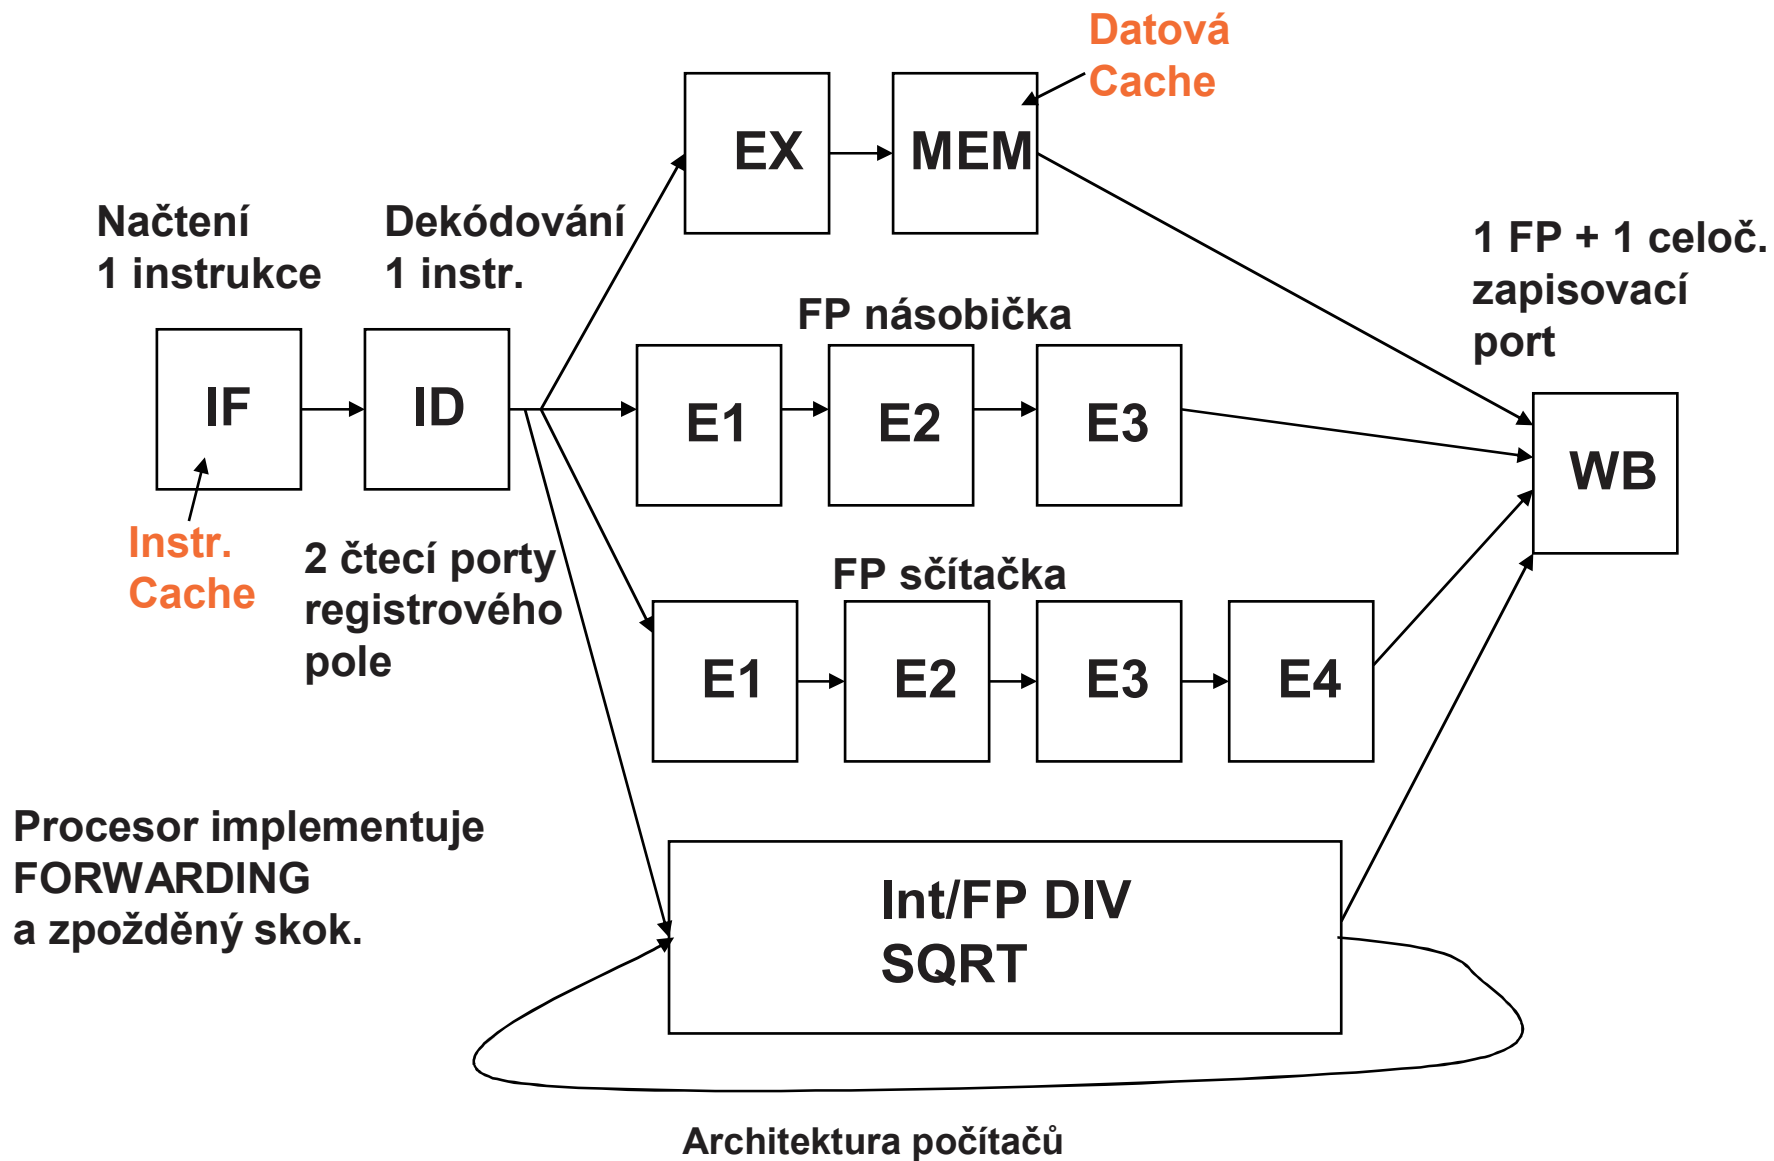 Datová
Cache
EX
MEM
Načtení
1 instrukce
Dekódování
1 instr.
1 FP + 1 celoč.
zapisovací
port
FP násobička
IF
ID
E1
E2
E3
WB
Instr.
Cache
2 čtecí porty
registrového
pole
FP sčítačka
E1
E2
E3
E4
Procesor implementuje
FORWARDING
a zpožděný skok.
Int/FP DIV
SQRT
Architektura počítačů